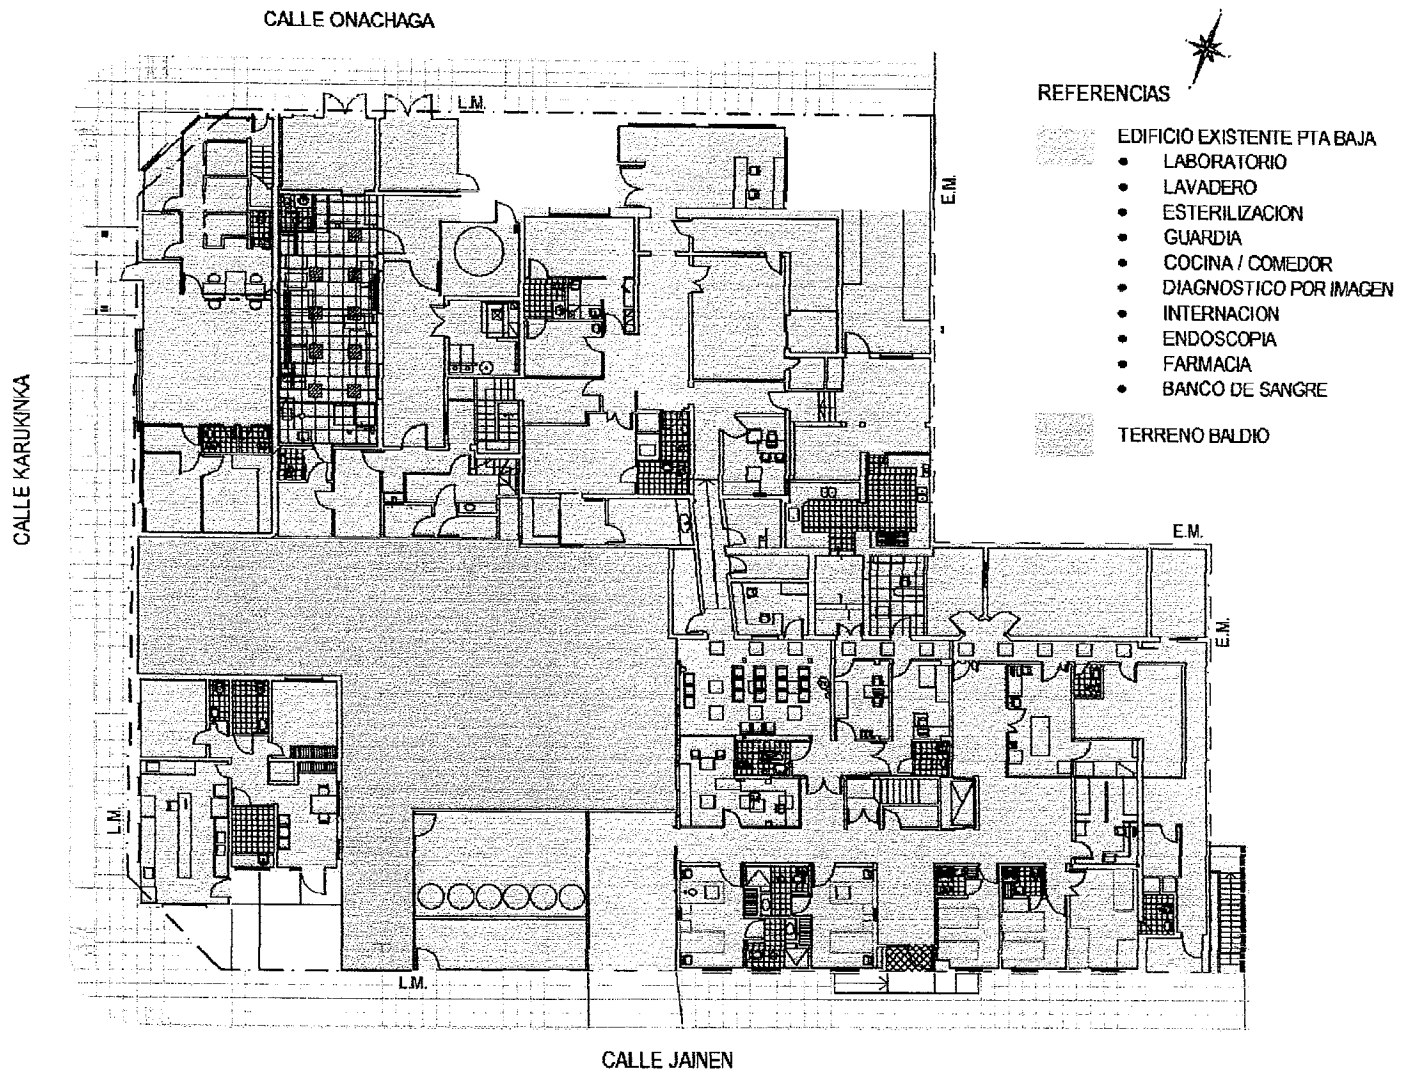 CALLE ONACHAGA
L.M.
REFERENCIAS
EDIFICIO EXISTENTE PTA BAJA
• LABORATORIO
• LAVADERO
• ESTERILIZACION
• GUARDIA
• COCINA / COMEDOR
• DIAGNOSTICO POR IMAGEN
• INTERNACION
• ENDOSCOPIA
• FARMACIA
• BANCO DE SANGRE
TERRENO BALDIO
E.M.
CALLE KARUKINKA
E.M.
E.M.
L.M.
L.M.
CALLE JAINEN